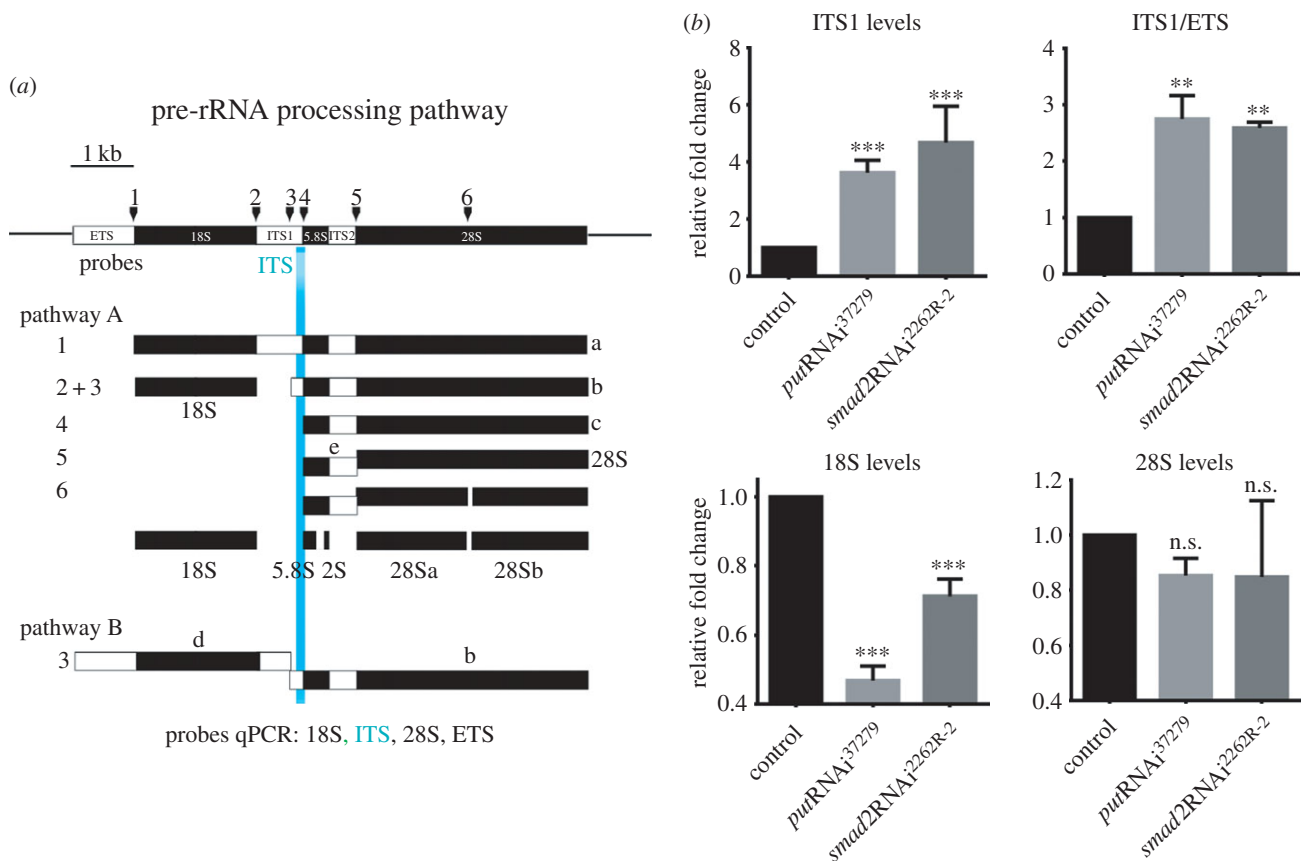 (a)
pre-rRNA processing pathway
1 kb
1 2 3 4 5 6
ETS 18S ITS1 5.8S ITS2 28S
probes ITS
pathway A
1 a
2 + 3 b
18S
4 c
5 e 28S
6
18S 5.8S 2S 28Sa 28Sb
pathway B
d
3 b
probes qPCR: 18S, ITS, 28S, ETS
(b)
ITS1 levels
relative fold change
8
6
4
2
0
***
***
control
putRNAi37279
smad2RNAi2262R-2
ITS1/ETS
4
3
2
1
0
**
**
control
putRNAi37279
smad2RNAi2262R-2
18S levels
relative fold change
1.0
0.8
0.6
0.4
***
***
control
putRNAi37279
smad2RNAi2262R-2
28S levels
1.2
1.0
0.8
0.6
0.4
n.s.
n.s.
control
putRNAi37279
smad2RNAi2262R-2